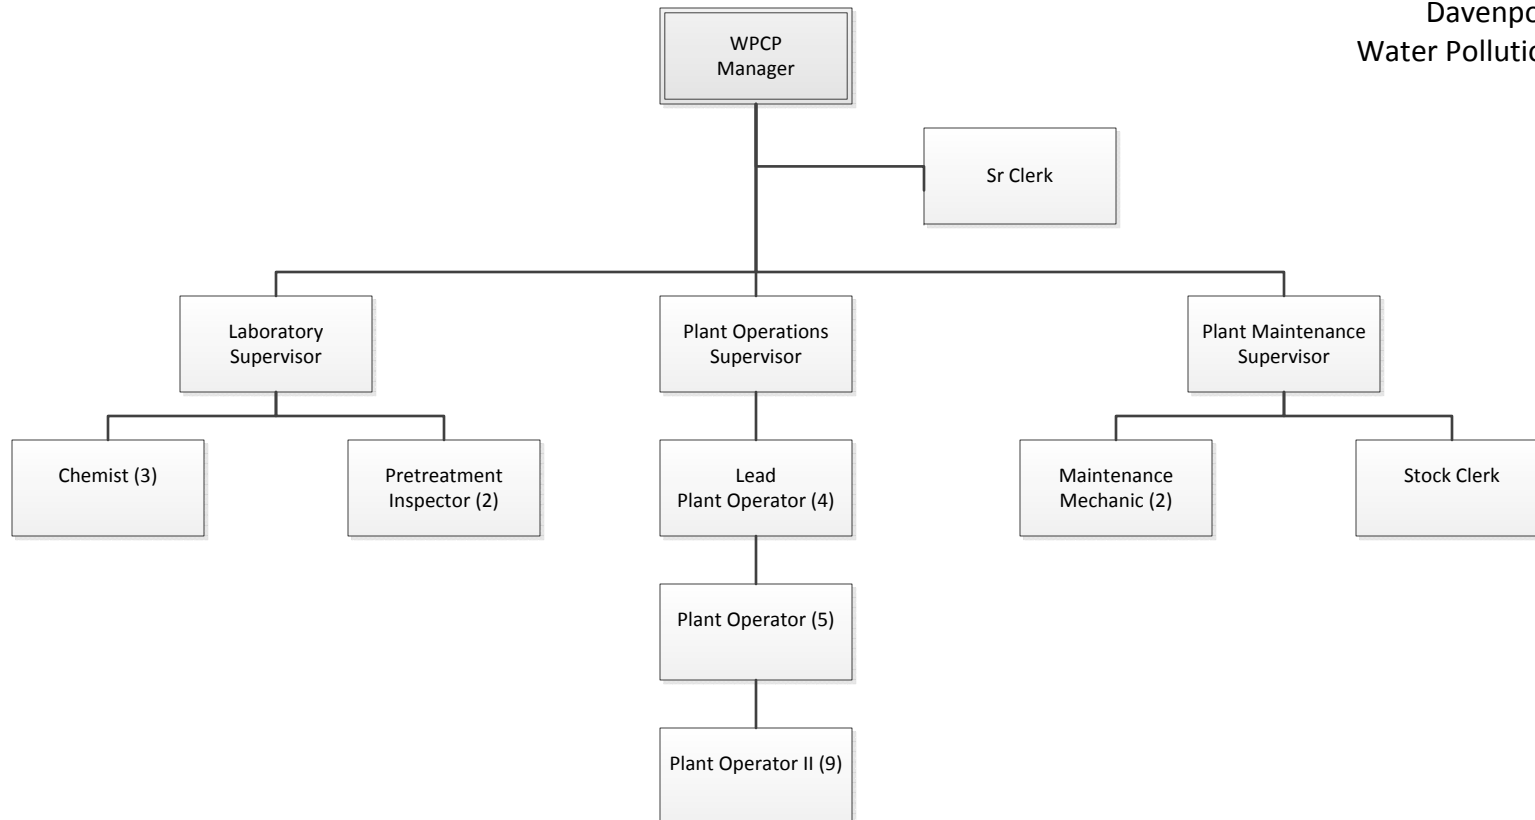 Davenpo
Water Pollutio
WPCP
Manager
Sr Clerk
Laboratory
Supervisor
Plant Operations
Supervisor
Plant Maintenance
Supervisor
Chemist (3)
Pretreatment
Inspector (2)
Lead
Plant Operator (4)
Maintenance
Mechanic (2)
Stock Clerk
Plant Operator (5)
Plant Operator II (9)